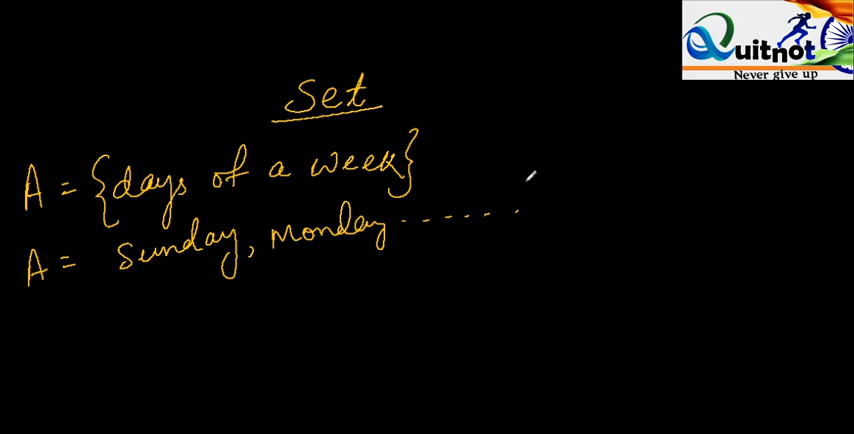 Quitnot
Never give up
Set
A = {days of a week}
A = Sunday, Monday .......